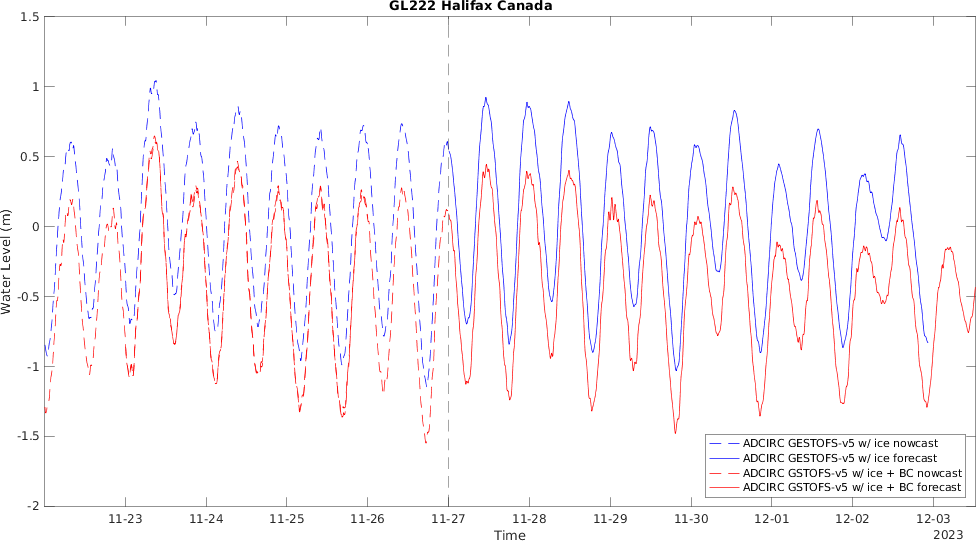 GL222 Halifax Canada
1.5
1
0.5
0
-0.5
-1
-1.5
-2
Water Level (m)
ADCIRC GESTOFS-v5 w/ ice nowcast
ADCIRC GESTOFS-v5 w/ ice forecast
ADCIRC GSTOFS-v5 w/ ice + BC nowcast
ADCIRC GSTOFS-v5 w/ ice + BC forecast
11-23 11-24 11-25 11-26 11-27 11-28 11-29 11-30 12-01 12-02 12-03
Time 2023